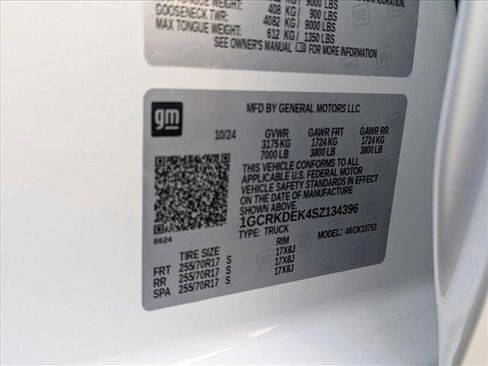 408 KG / 900 LBS
GOOSENECK TWR: 4082 KG / 9000 LBS
MAX TONGUE WEIGHT: 612 KG / 1350 LBS
SEE OWNER'S MANUAL FOR MORE INFORMATION
gm
MFD BY GENERAL MOTORS LLC
10/24 GVWR GAWR FRT GAWR RR
3175 KG 1724 KG 1724 KG
7000 LB 3800 LB 3800 LB
THIS VEHICLE CONFORMS TO ALL
APPLICABLE U.S. FEDERAL MOTOR
VEHICLE SAFETY STANDARDS IN EFFECT
ON THE DATE OF MANUFACTURE
SHOWN ABOVE.
1GCRKDEK4SZ134396
8624
TYPE: TRUCK MODEL: 46CK10753
TIRE SIZE RIM
FRT 255/70R17 S 17X8J
RR 255/70R17 S 17X8J
SPA 255/70R17 S 17X8J